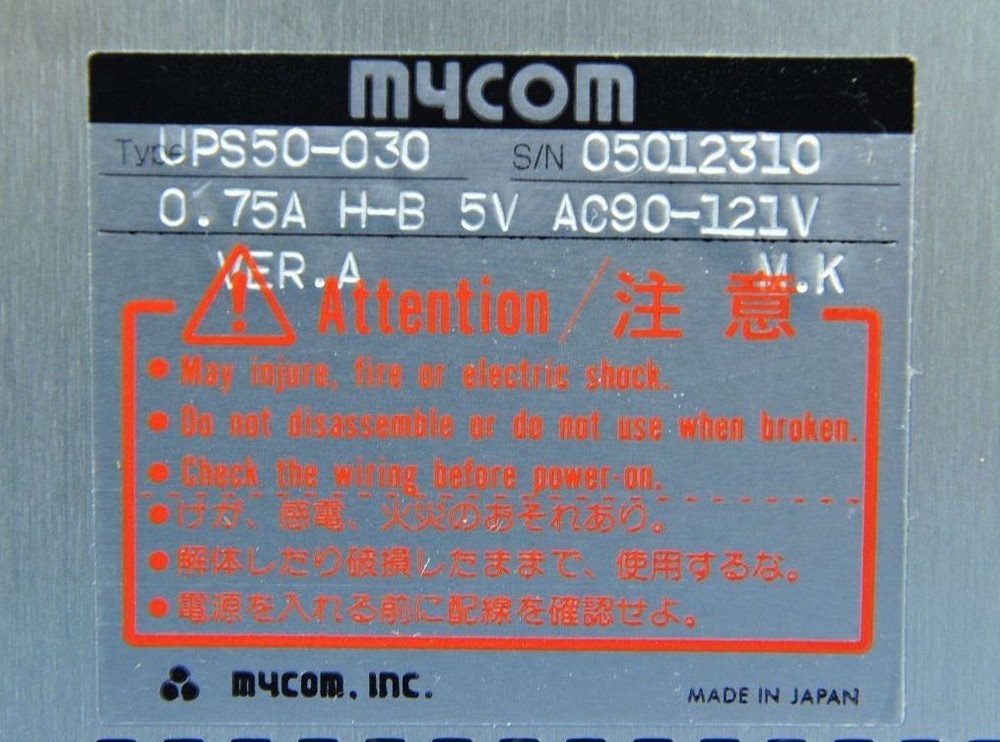 mycom
Type UPS50-030 S/N 05012310
0.75A H-B 5V AC90-121V
VER.A M.K
Attention/注意
● May injure, fire or electric shock.
● Do not disassemble or do not use when broken.
● Check the wiring before power-on.
● けが、感電、火災のおそれあり。
● 解体したり破損したままで、使用するな。
● 電源を入れる前に配線を確認せよ。
mycom, INC.
MADE IN JAPAN